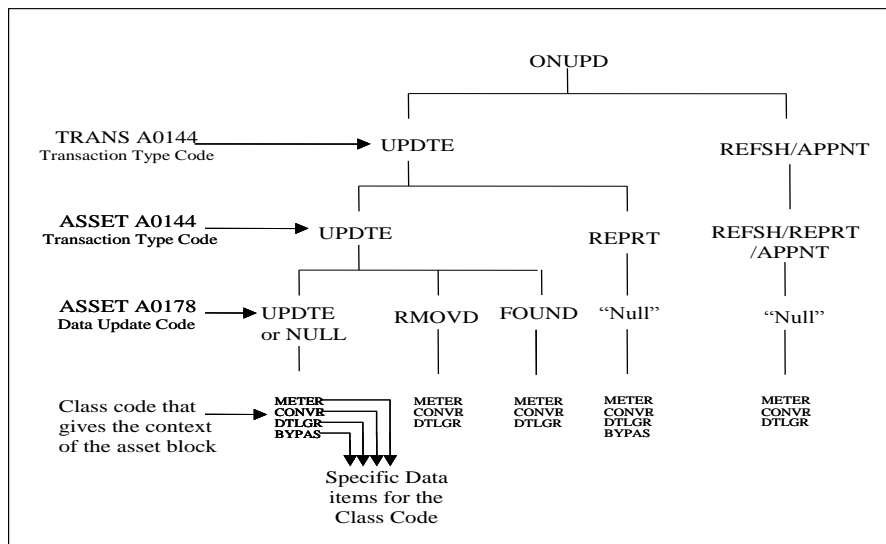 ONUPD
TRANS A0144
Transaction Type Code
UPDTE
REFSH/APPNT
ASSET A0144
Transaction Type Code
UPDTE
REPRT
REFSH/REPRT
/APPNT
ASSET A0178
Data Update Code
UPDTE
or NULL
RMOVD
FOUND
“Null”
“Null”
Class code that
gives the context
of the asset block
METER
CONVR
DTLGR
BYPAS
METER
CONVR
DTLGR
METER
CONVR
DTLGR
METER
CONVR
DTLGR
BYPAS
METER
CONVR
DTLGR
Specific Data
items for the
Class Code